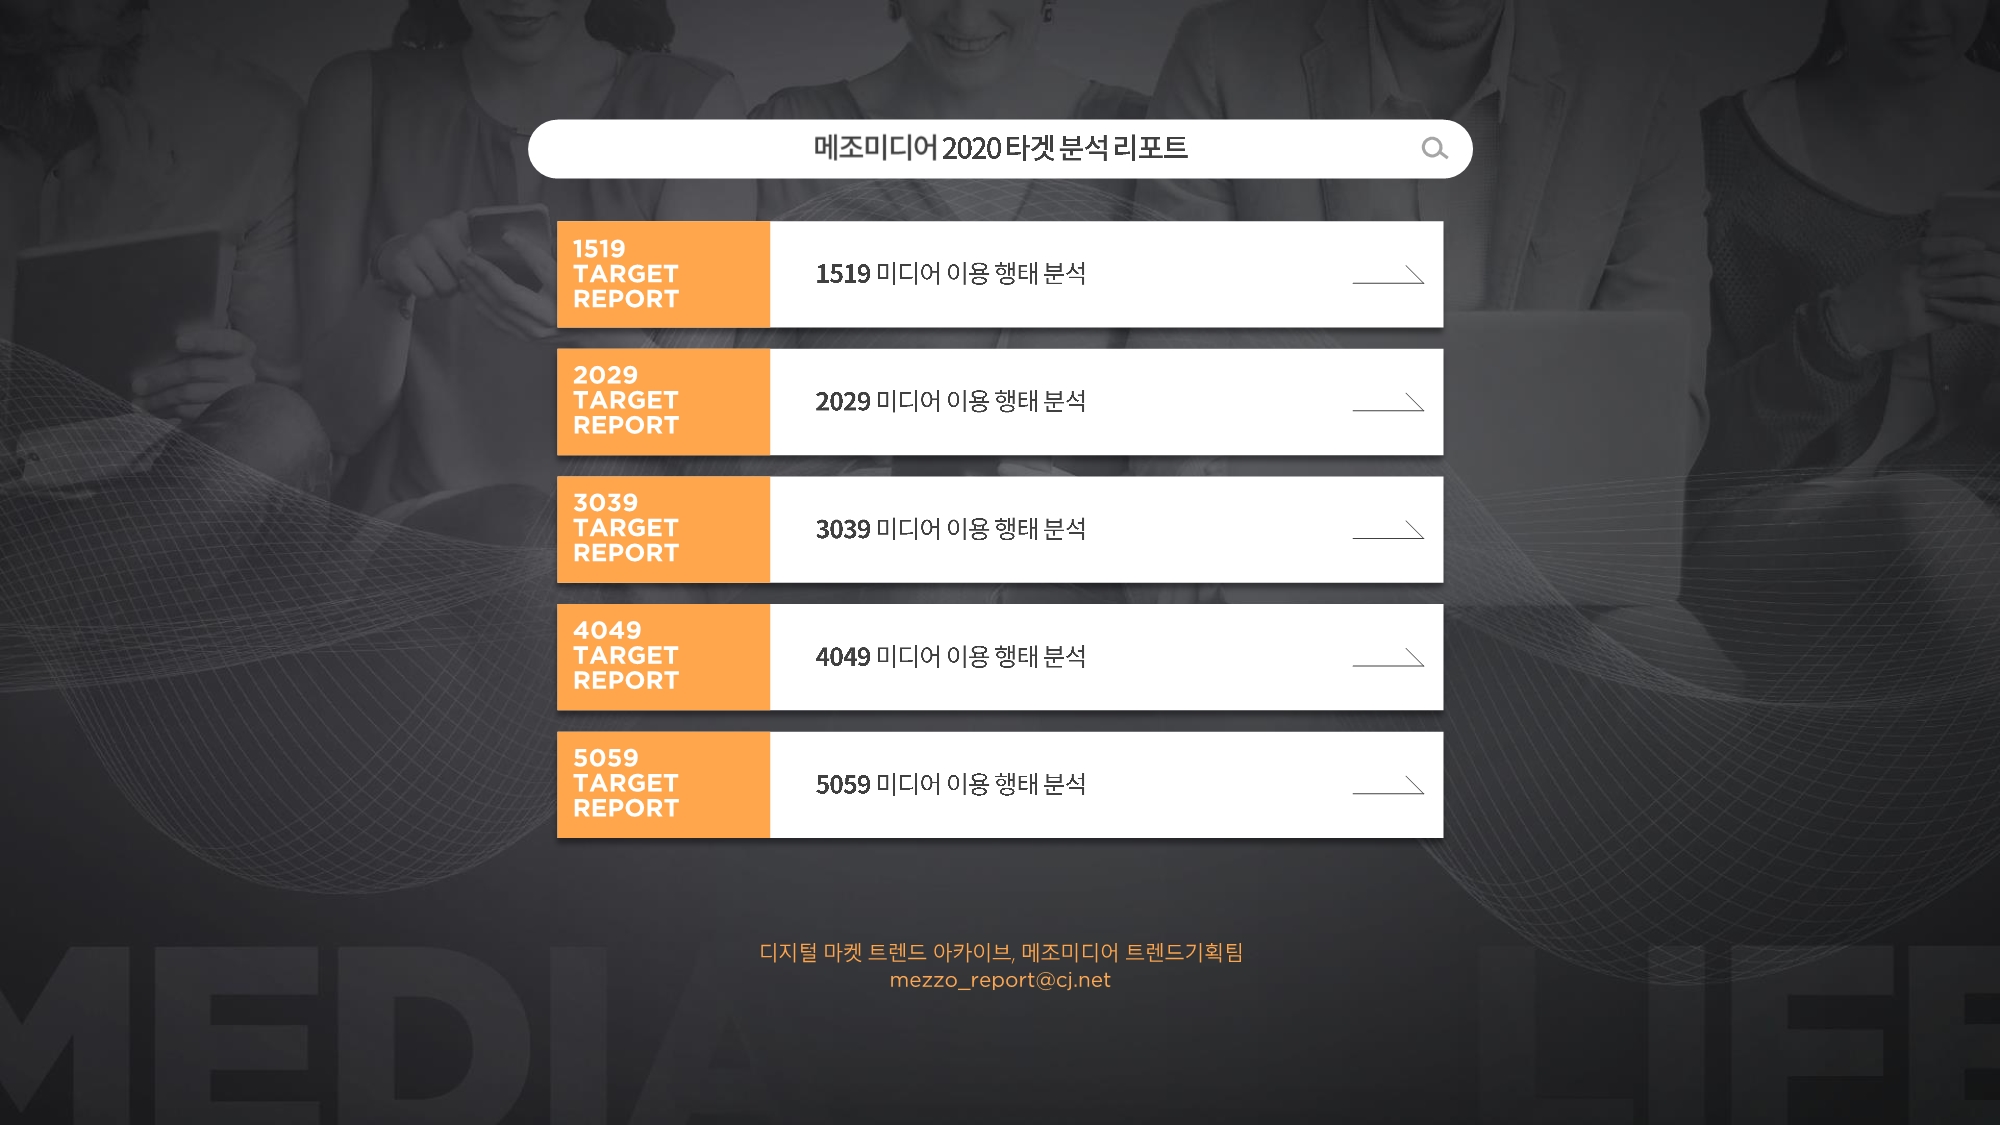 메조미디어 2020 타겟 분석 리포트
1519
TARGET
REPORT
1519 미디어 이용 행태 분석
2029
TARGET
REPORT
2029 미디어 이용 행태 분석
3039
TARGET
REPORT
3039 미디어 이용 행태 분석
4049
TARGET
REPORT
4049 미디어 이용 행태 분석
5059
TARGET
REPORT
5059 미디어 이용 행태 분석
디지털 마켓 트렌드 아카이브, 메조미디어 트렌드기획팀
mezzo_report@cj.net
MEDIA LIFE